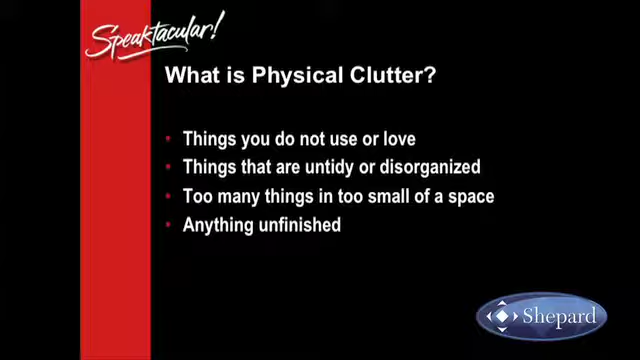 Speaktacular!
What is Physical Clutter?
• Things you do not use or love
• Things that are untidy or disorganized
• Too many things in too small of a space
• Anything unfinished
Shepard